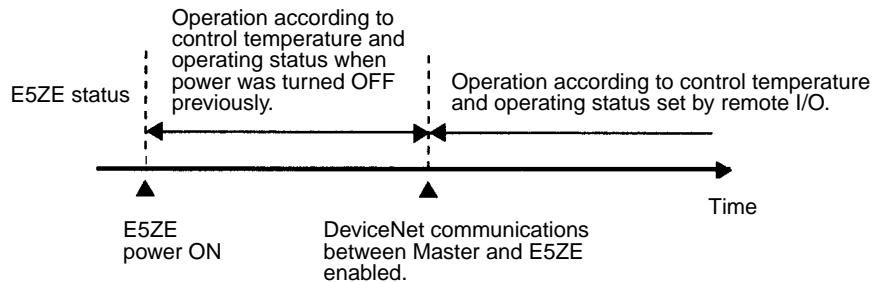 Operation according to
control temperature and
operating status when
power was turned OFF
previously.
Operation according to control temperature
and operating status set by remote I/O.
E5ZE status
Time
E5ZE
power ON
DeviceNet communications
between Master and E5ZE
enabled.